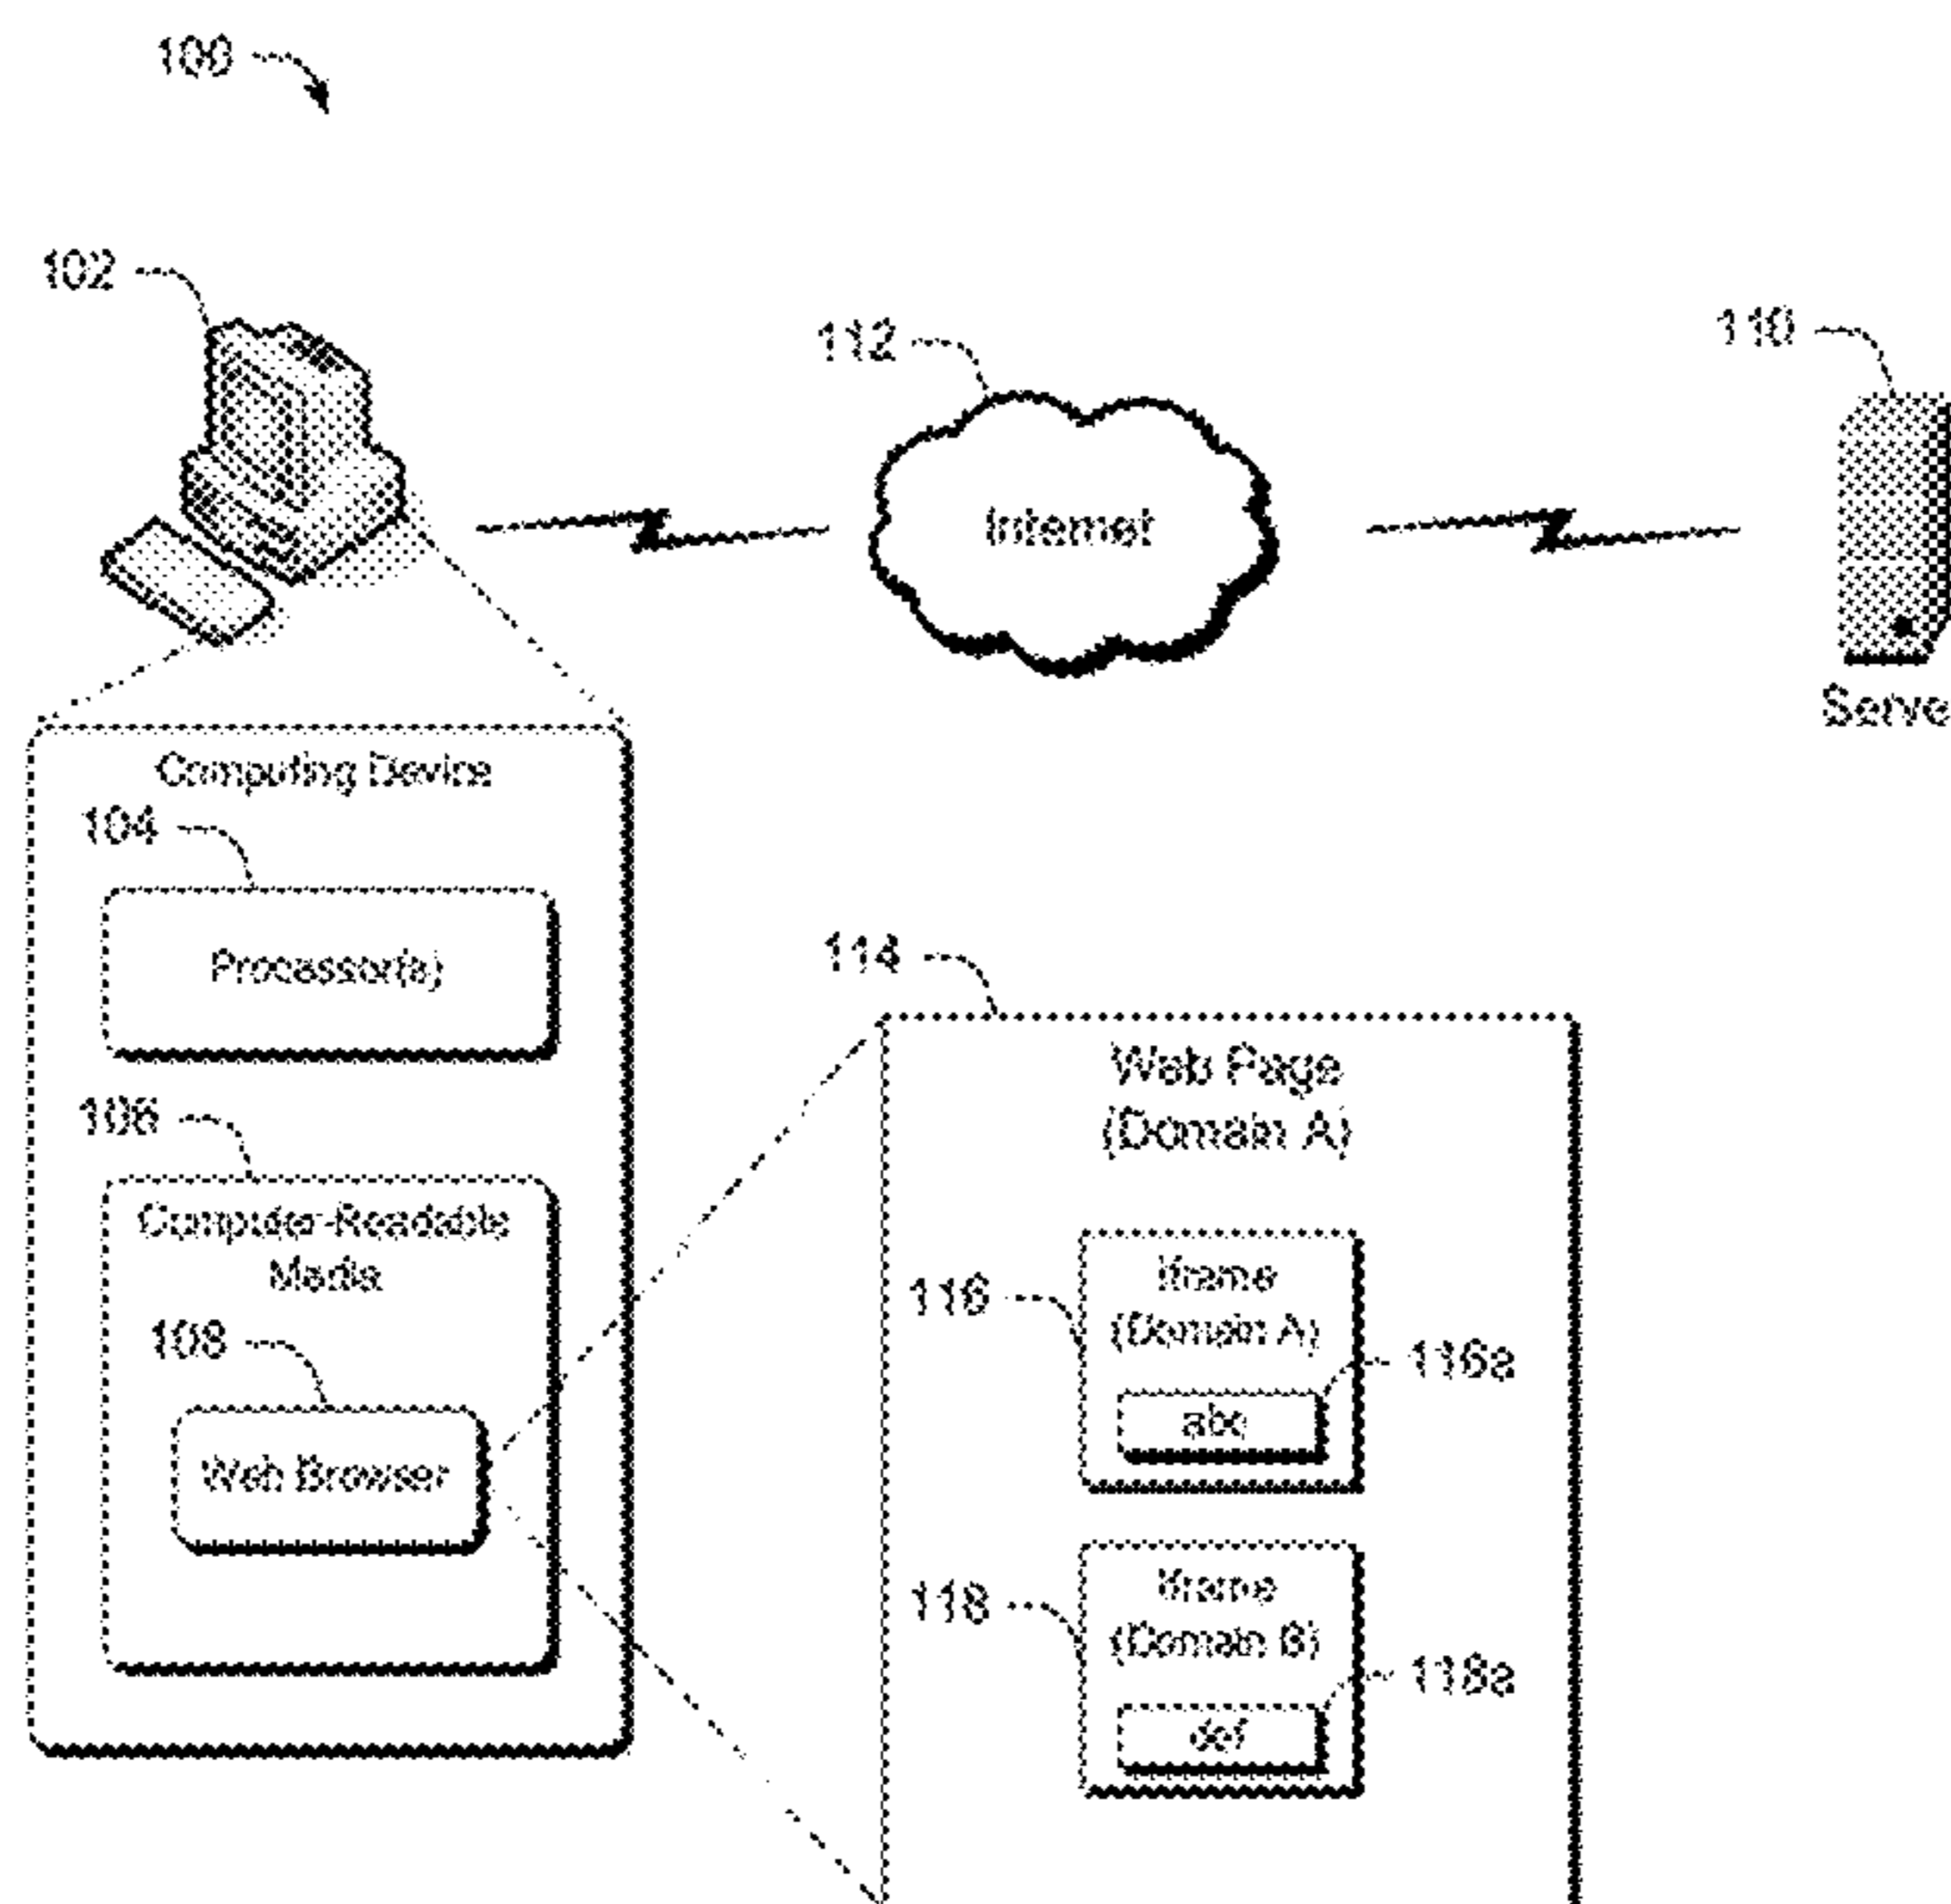 100
102
112
110
Internet
Serve
Computing Device
104
Processor(s)
114
Web Page
(Domain A)
106
Computer-Readable
Media
108
Web Browser
116
Iframe
(Domain A)
116a
abc
118
Iframe
(Domain B)
118a
def